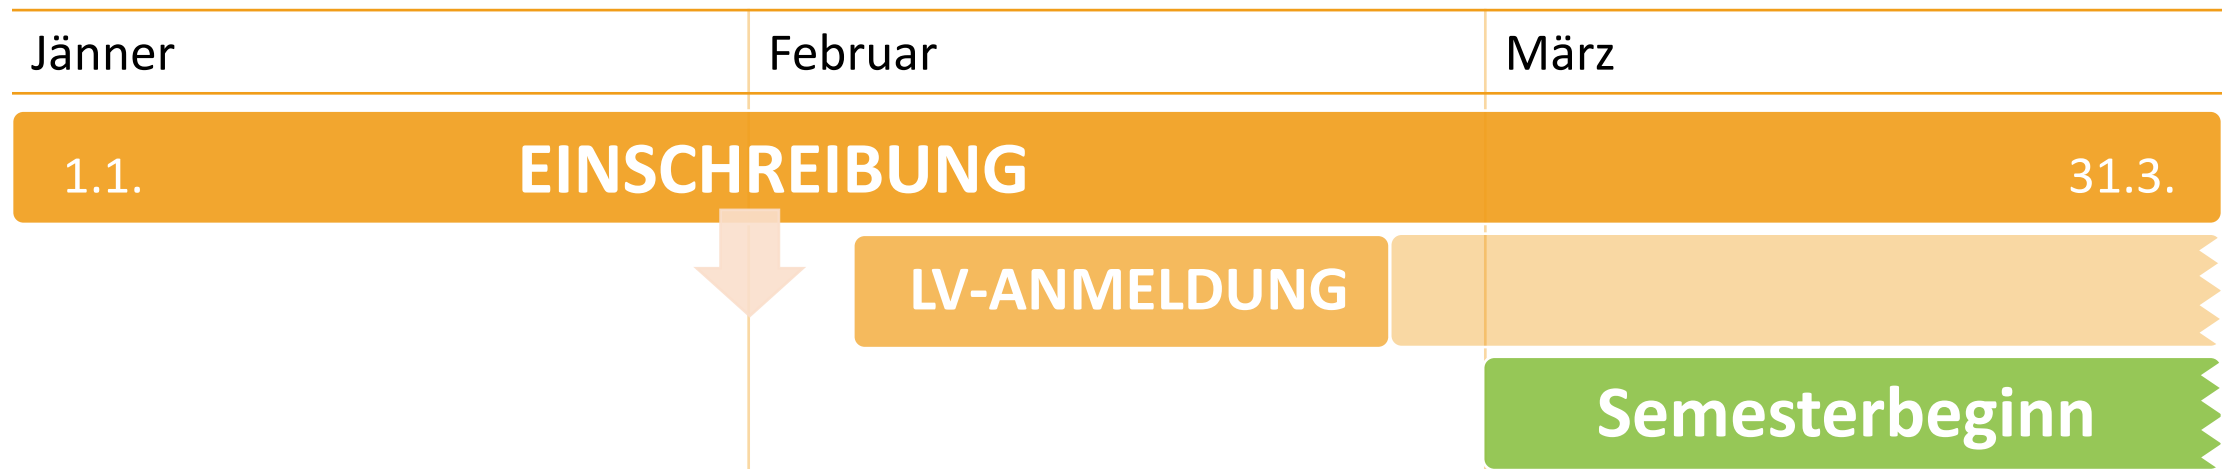 Jänner Februar März
1.1. EINSCHREIBUNG 31.3.
LV-ANMELDUNG
Semesterbeginn